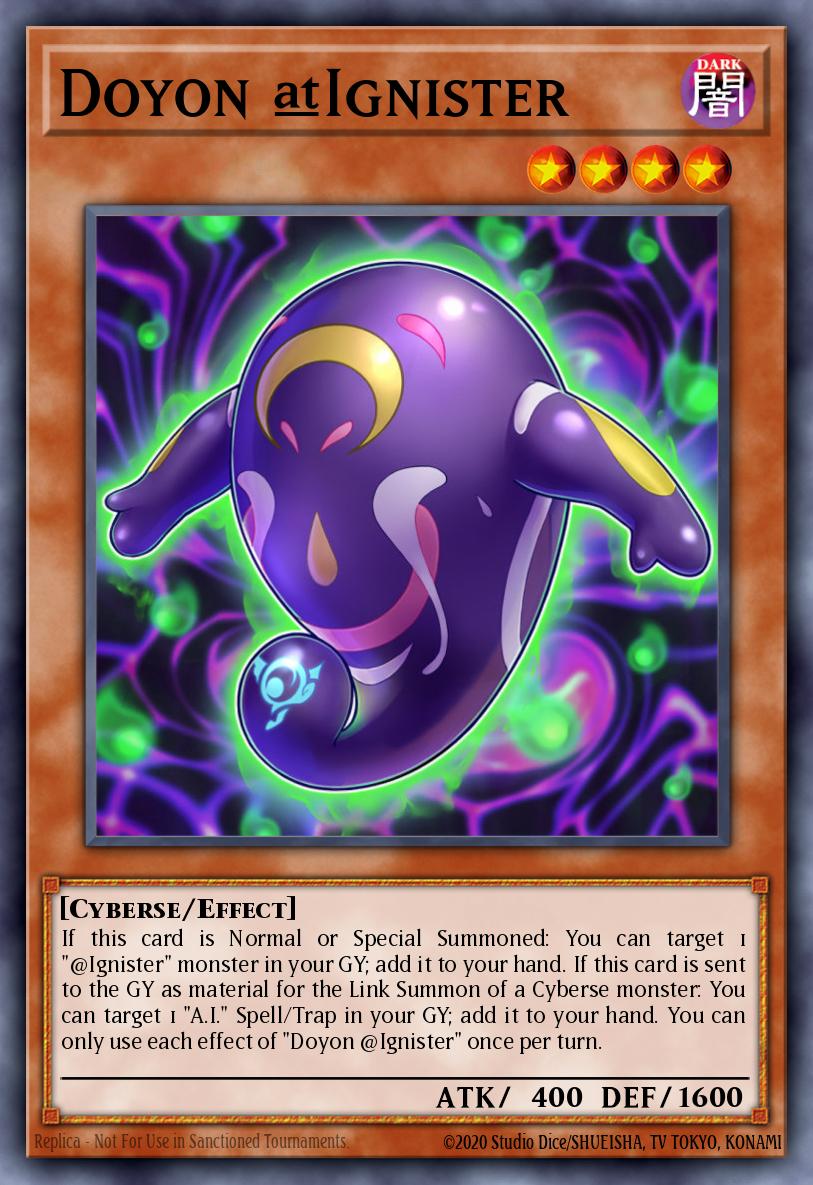 Doyon @Ignister
DARK
闇
[Cyberse/Effect]
If this card is Normal or Special Summoned: You can target 1
"@Ignister" monster in your GY; add it to your hand. If this card is sent
to the GY as material for the Link Summon of a Cyberse monster: You
can target 1 "A.I." Spell/Trap in your GY; add it to your hand. You can
only use each effect of "Doyon @Ignister" once per turn.
ATK/ 400 DEF/1600
Replica - Not For Use in Sanctioned Tournaments.
©2020 Studio Dice/SHUEISHA, TV TOKYO, KONAMI